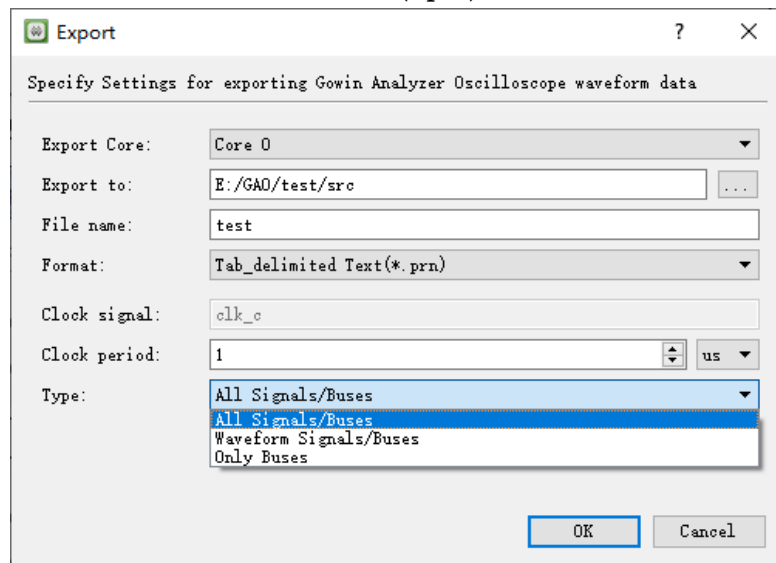 Export ?
Specify Settings for exporting Gowin Analyzer Oscilloscope waveform data
Export Core: Core 0
Export to: E:/GAO/test/src ...
File name: test
Format: Tab_delimited Text(*.prn)
Clock signal: clk_c
Clock period: 1 us
Type: All Signals/Buses
All Signals/Buses
Waveform Signals/Buses
Only Buses
OK Cancel